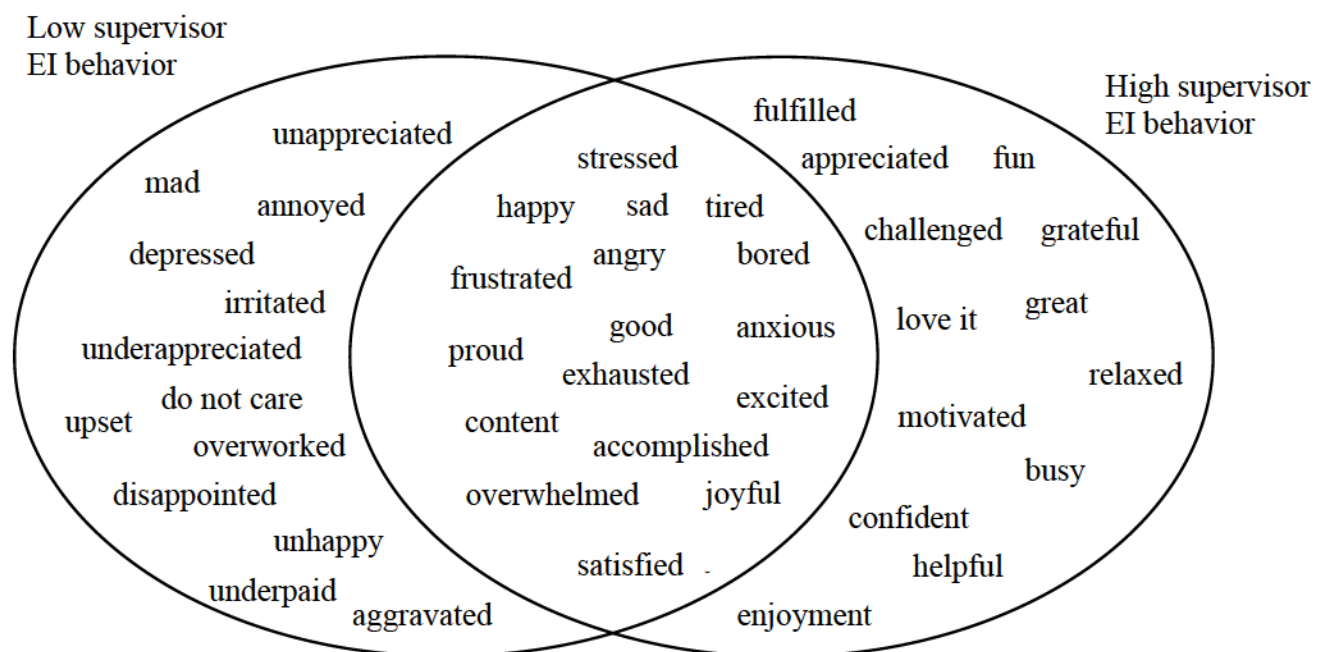 Low supervisor
EI behavior
High supervisor
EI behavior
unappreciated
mad
annoyed
depressed
irritated
underappreciated
do not care
upset
overworked
disappointed
unhappy
underpaid
aggravated
stressed
happy sad tired
angry bored
frustrated
good anxious
proud
exhausted
excited
content
accomplished
overwhelmed joyful
satisfied
fulfilled
appreciated fun
challenged grateful
great
love it
relaxed
motivated
busy
confident
helpful
enjoyment